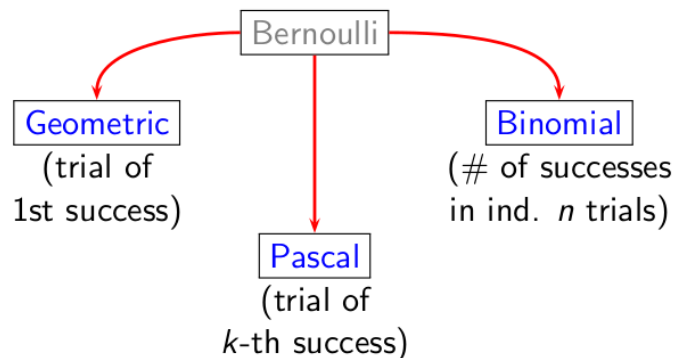 Bernoulli
Geometric
(trial of
1st success)
Binomial
(# of successes
in ind. n trials)
Pascal
(trial of
k-th success)